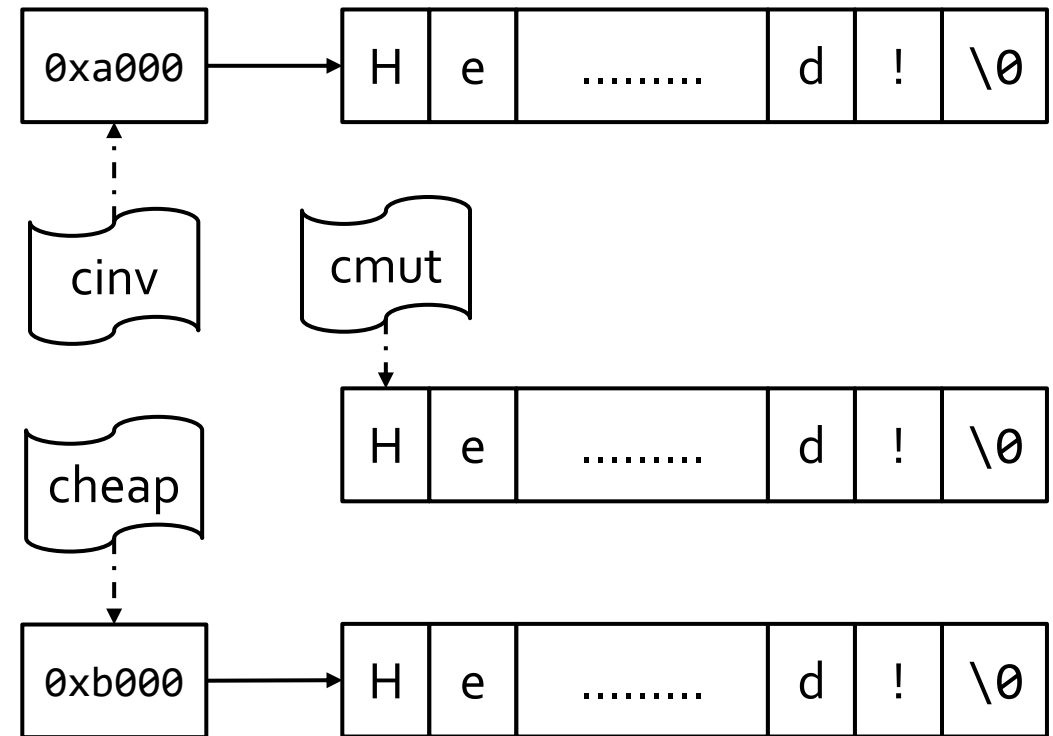 0xa000 H e ......... d ! \0
cinv cmut
H e ......... d ! \0
cheap
0xb000 H e ......... d ! \0